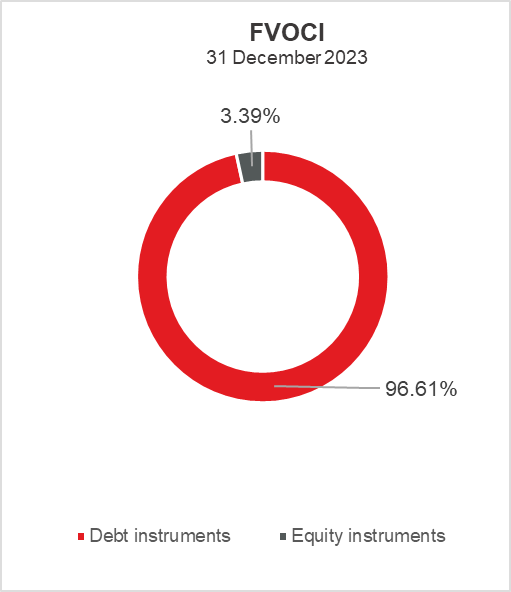 FVOCI
31 December 2023
3.39%
96.61%
Debt instruments
Equity instruments